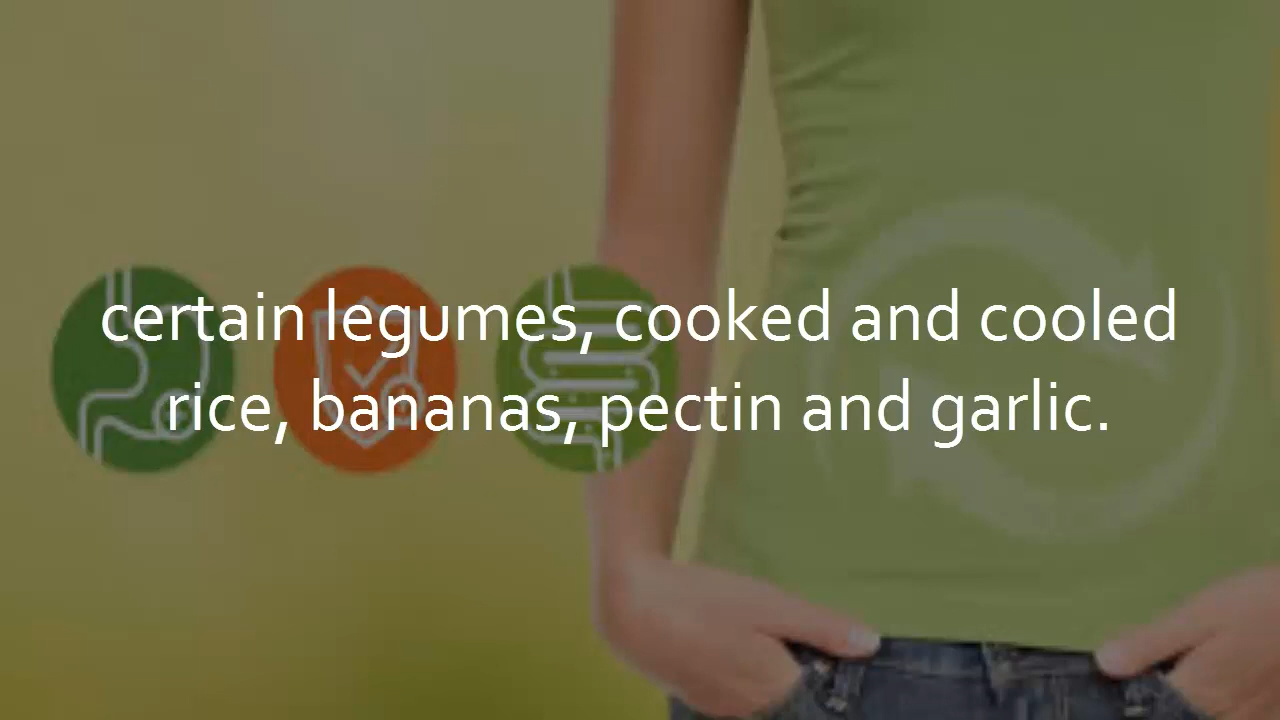 certain legumes, cooked and cooled
rice, bananas, pectin and garlic.